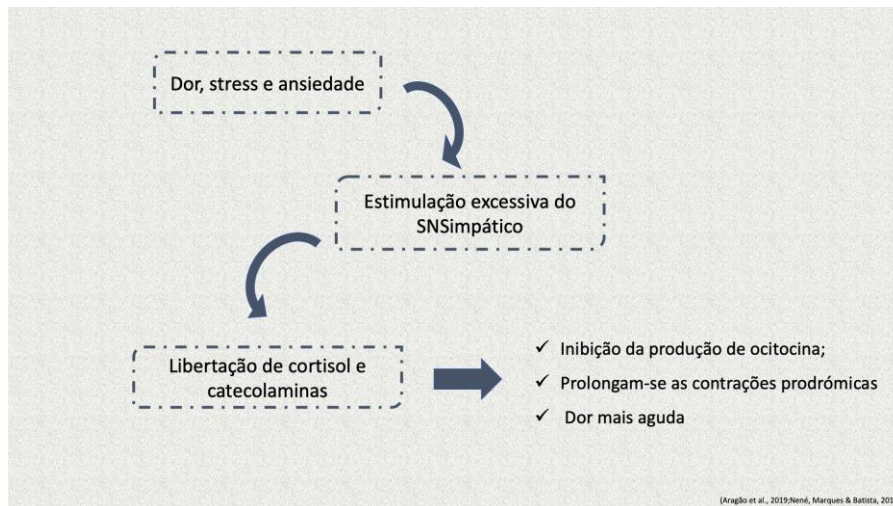 Dor, stress e ansiedade
Estimulação excessiva do
SNSimpático
Libertação de cortisol e
catecolaminas
✓ Inibição da produção de ocitocina;
✓ Prolongam-se as contrações prodrómicas
✓ Dor mais aguda
(Aragão et al., 2019;Nené, Marques & Batista, 201